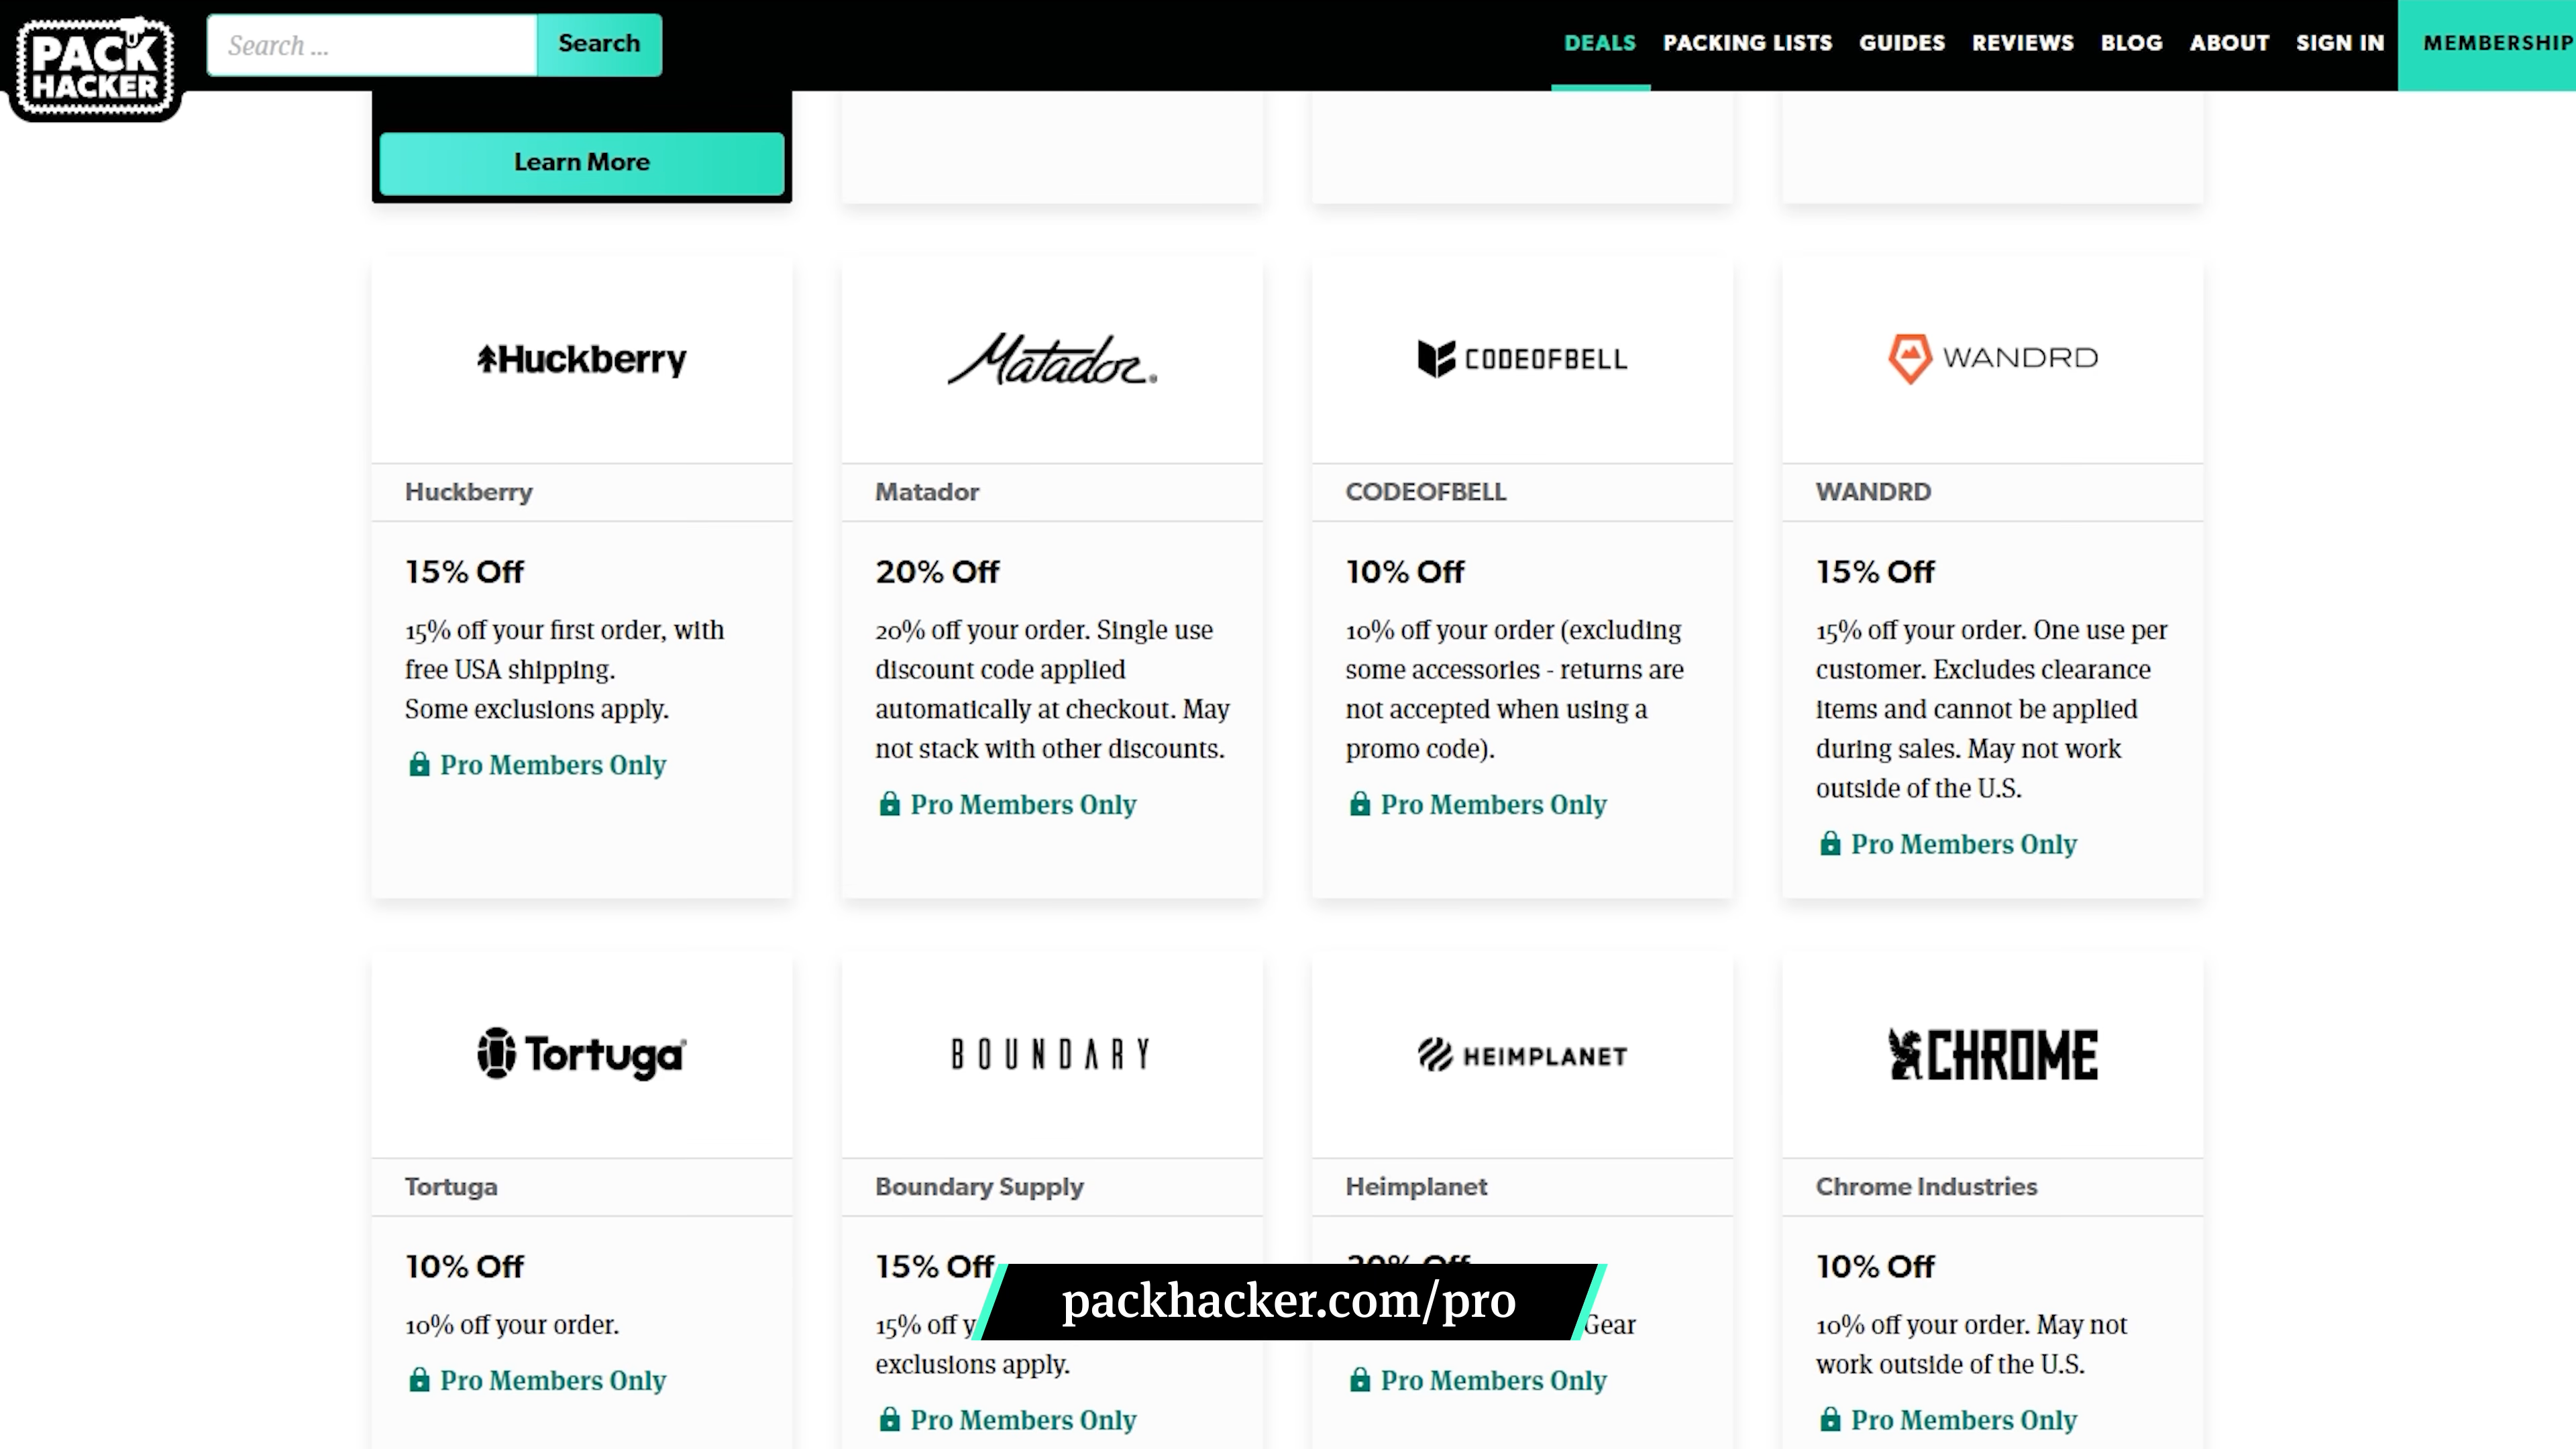 PACK
HACKER
Search ...
Search
DEALS PACKING LISTS GUIDES REVIEWS BLOG ABOUT SIGN IN MEMBERSHIP
Learn More
Huckberry
Matador
CODEOFBELL
WANDRD
Huckberry
15% Off
15% off your first order, with
free USA shipping.
Some exclusions apply.
Pro Members Only
Matador
20% Off
20% off your order. Single use
discount code applied
automatically at checkout. May
not stack with other discounts.
Pro Members Only
CODEOFBELL
10% Off
10% off your order (excluding
some accessories - returns are
not accepted when using a
promo code).
Pro Members Only
WANDRD
15% Off
15% off your order. One use per
customer. Excludes clearance
items and cannot be applied
during sales. May not work
outside of the U.S.
Pro Members Only
Tortuga
BOUNDARY
HEIMPLANET
CHROME
Tortuga
10% Off
10% off your order.
Pro Members Only
Boundary Supply
15% Off
15% off
exclusions apply.
Pro Members Only
Heimplanet
Off
Gear
Pro Members Only
Chrome Industries
10% Off
10% off your order. May not
work outside of the U.S.
Pro Members Only
packhacker.com/pro